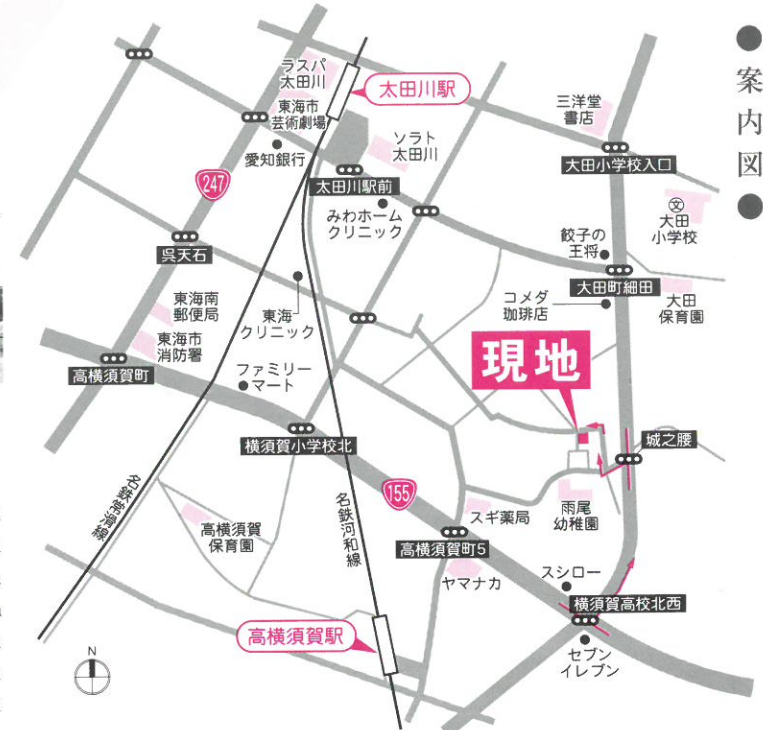 ●案内図●
ラスパ
太田川
太田川駅
東海市
芸術劇場
愛知銀行
ソラト
太田川
三洋堂
書店
大田小学校入口
247
太田川駅前
みわホーム
クリニック
文
大田
小学校
呉天石
餃子の
王将
大田町細田
東海南
郵便局
東海
クリニック
コメダ
珈琲店
大田
保育園
東海市
消防署
高横須賀町
ファミリー
マート
現地
横須賀小学校北
城之腰
名鉄常滑線
名鉄河和線
155
高横須賀
保育園
スギ薬局
雨尾
幼稚園
高横須賀町5
ヤマナカ
スシロー
横須賀高校北西
高横須賀駅
セブン
イレブン
N